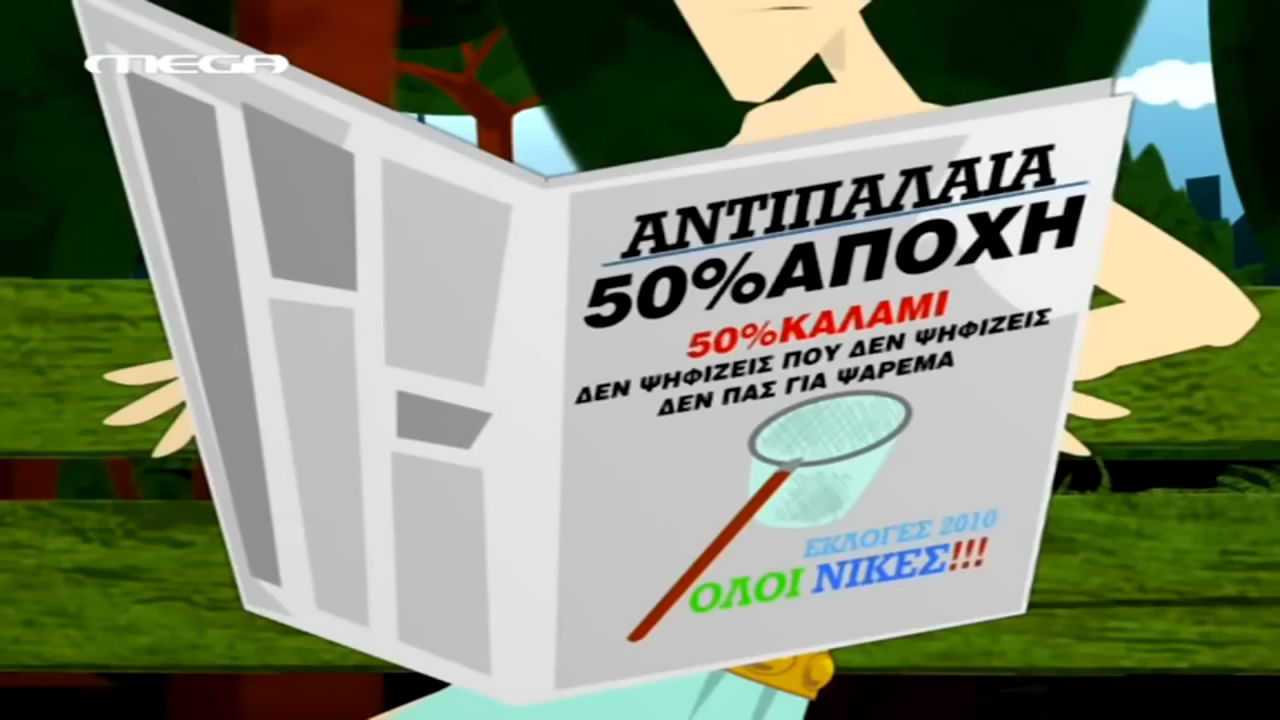 MEGA
ΑΝΤΙΠΑΛΑΙΑ
50%ΑΠΟΧΗ
50%ΚΑΛΑΜΙ
ΔΕΝ ΨΗΦΙΖΕΙΣ ΠΟΥ ΔΕΝ ΨΗΦΙΖΕΙΣ
ΔΕΝ ΠΑΣ ΓΙΑ ΨΑΡΕΜΑ
ΕΚΛΟΓΕΣ 2010
ΟΛΟΙ ΝΙΚΕΣ!!!